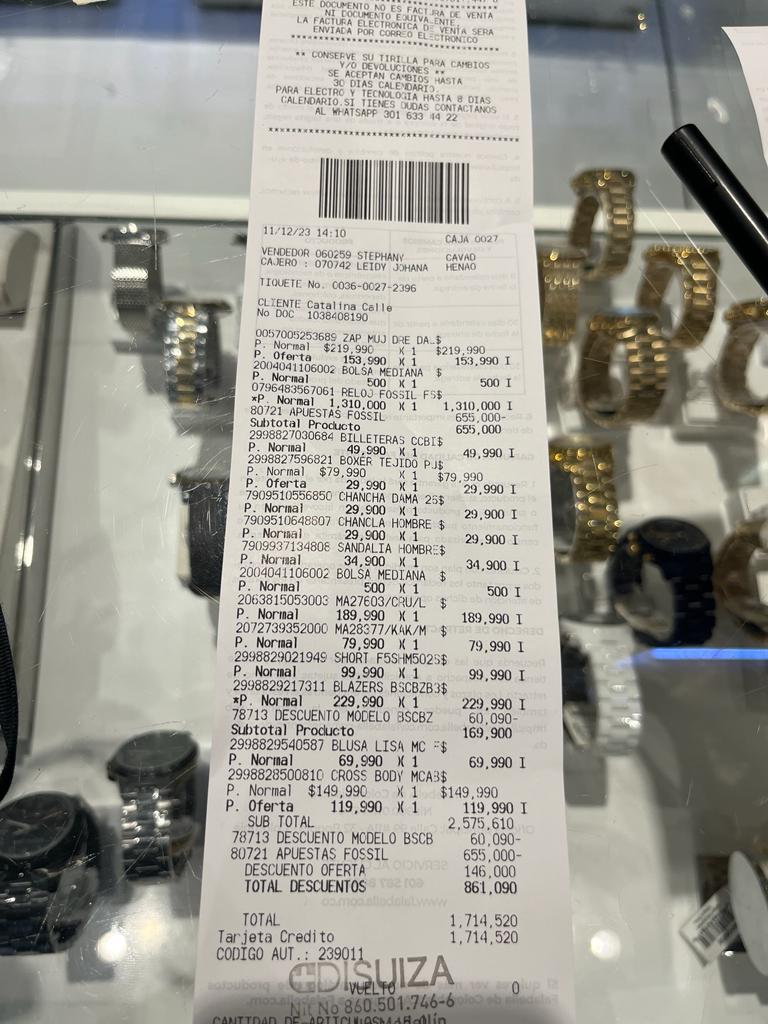 ESTE DOCUMENTO NO ES FACTURA DE VENTA
NI DOCUMENTO EQUIVALENTE,
LA FACTURA ELECTRONICA DE VENTA SERA
ENVIADA POR CORREO ELECTRONICO
** CONSERVE SU TIRILLA PARA CAMBIOS
Y/O DEVOLUCIONES **
SE ACEPTAN CAMBIOS HASTA
30 DIAS CALENDARIO.
PARA ELECTRO Y TECNOLOGIA HASTA 8 DIAS
CALENDARIO.SI TIENES DUDAS CONTACTANOS
AL WHATSAPP 301 633 44 22
11/12/23 14:10 CAJA 0027
VENDEDOR 060259 STEPHANY CAVAD
CAJERO : 070742 LEIDY JOHANA HENAO
TIQUETE No. 0036-0027-2396
CLIENTE Catalina Calle
No DOC 1038408190
0057005253689 ZAP MUJ DRE DAL$
P. Normal $219,990 X 1 $219,990
P. Oferta 153,990 X 1 153,990 I
2004041106002 BOLSA MEDIANA $
P. Normal 500 X 1 500 I
0796483567061 RELOJ FOSSIL FS$
*P. Normal 1,310,000 X 1 1,310,000 I
80721 APUESTAS FOSSIL 655,000-
Subtotal Producto 655,000
2998827030684 BILLETERAS CCBI$
P. Normal 49,990 X 1 49,990 I
2998827596821 BOXER TEJIDO PJ$
P. Normal $79,990 X 1 $79,990
P. Oferta 29,990 X 1 29,990 I
7909510556850 CHANCHA DAMA 26$
P. Normal 29,900 X 1 29,900 I
7909510648807 CHANCLA HOMBRE $
P. Normal 29,900 X 1 29,900 I
7909937134808 SANDALIA HOMBRE$
P. Normal 34,900 X 1 34,900 I
2004041106002 BOLSA MEDIANA $
P. Normal 500 X 1 500 I
2063815053003 MA27603/CRU/L $
P. Normal 189,990 X 1 189,990 I
2072739352000 MA28377/KAK/M $
P. Normal 79,990 X 1 79,990 I
2998829021949 SHORT F5SHM502S$
P. Normal 99,990 X 1 99,990 I
2998829217311 BLAZERS BSCBZB3$
*P. Normal 229,990 X 1 229,990 I
78713 DESCUENTO MODELO BSCBZ 60,090-
Subtotal Producto 169,900
2998829540587 BLUSA LISA MC F$
P. Normal 69,990 X 1 69,990 I
2998828500810 CROSS BODY MCAB$
P. Normal $149,990 X 1 $149,990
P. Oferta 119,990 X 1 119,990 I
SUB TOTAL 2,575,610
78713 DESCUENTO MODELO BSCB 60,090-
80721 APUESTAS FOSSIL 655,000-
DESCUENTO OFERTA 146,000
TOTAL DESCUENTOS 861,090
TOTAL 1,714,520
Tarjeta Credito 1,714,520
CODIGO AUT.: 239011
DISUIZA
VUELTO 0
Nit No 860.501.746-6